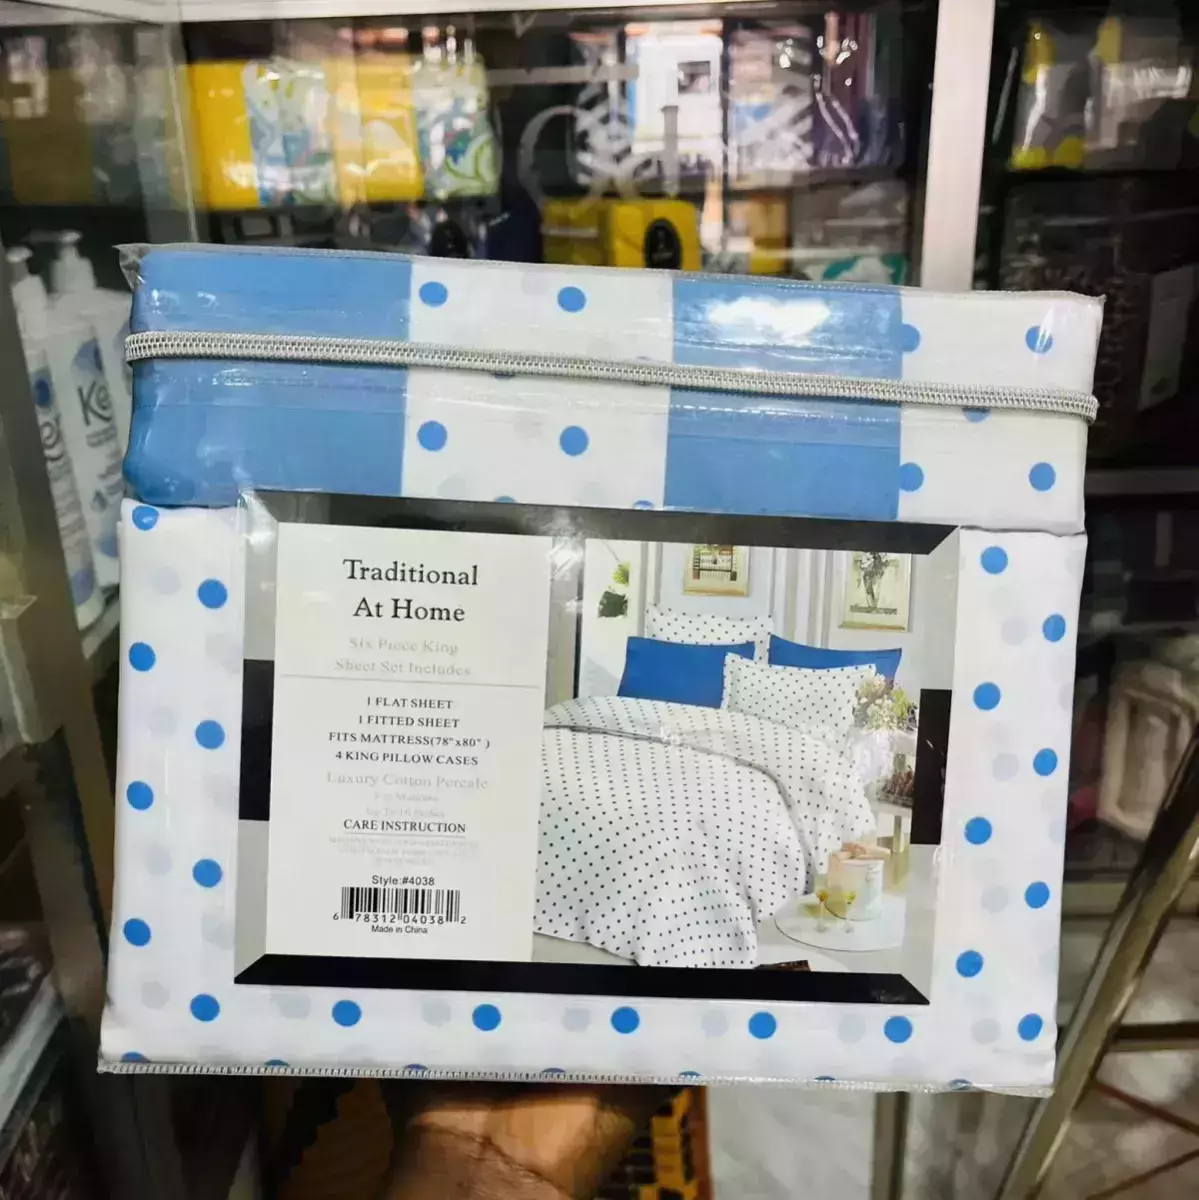 Traditional
At Home
Six Piece King
Sheet Set Includes
1 FLAT SHEET
1 FITTED SHEET
FITS MATTRESS(78"x80" )
4 KING PILLOW CASES
Luxury Cotton Percale
CARE INSTRUCTION
Style:#4038
6 78312 04038 2
Made in China